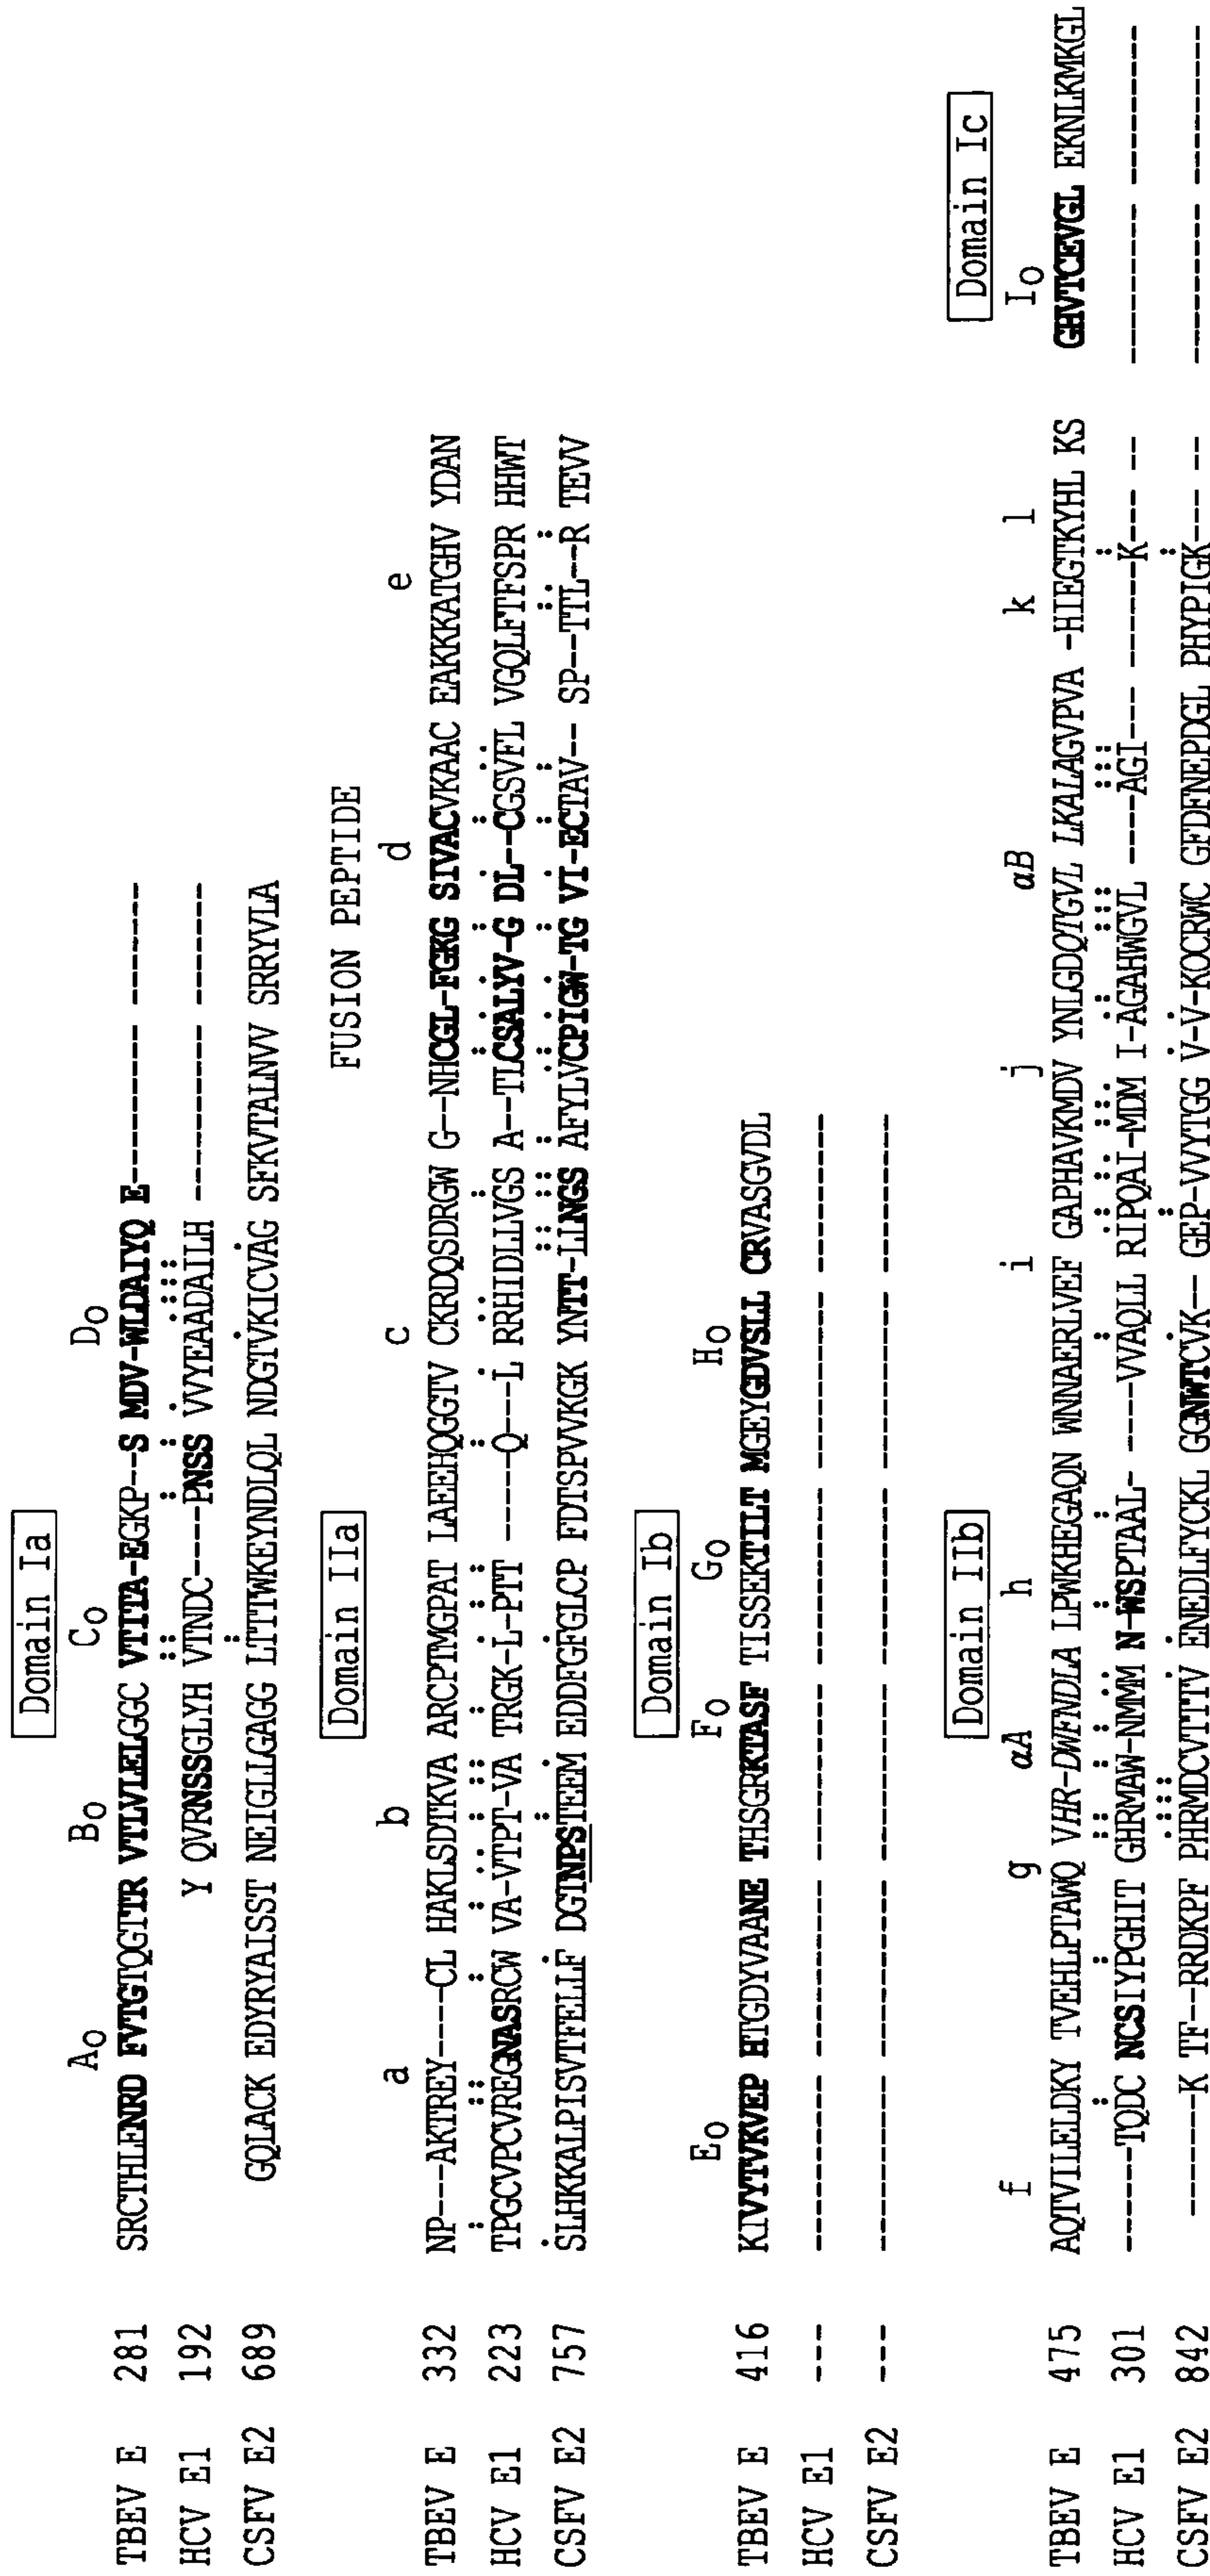 Domain Ia
A₀ B₀ C₀ D₀
TBEV E 281 SRCTHLENRD FVTGTQGTTR VTLVLELGGC VTITA-EGKP--S MDV-WLDAIYQ E--------- -------
HCV E1 192 Y QVRNSSGLYH VTNDC----PNSS VVYEAADAILH ---------- -------
CSFV E2 689 GQLACK EDYRYAISST NEIGLLGAGG LTTTWKEYNDLQL NDGTVKICVAG SFKVTALNVV SRRYVLA
Domain IIa
FUSION PEPTIDE
a b c d e
TBEV E 332 NP---AKTREY----CL HAKLSDTKVA ARCPTMGPAT LAEEHQGGTV CKRDQSDRGW G--NHCGL-FGKG SIVACVKAAC EAKKKATGHV YDAN
HCV E1 223 TPGCVPCVREGNASRCW VA-VTPT-VA TRGK-L-PTT ------Q---L RRHIDLLVGS A--TLCSALYV-G DL--CGSVFL VGQLFTFSPR HHWT
CSFV E2 757 SLHKKALPISVTFELLF DGTNPSTEEM EDDFGFGLCP FDTSPVVKGK YNTT-LLNGS AFYLVCPIGW-TG VI-ECTAV-- SP---TTL--R TEVV
Domain Ib
E₀ F₀ G₀ H₀
TBEV E 416 KIVYTVKVEP HTGDYVAANE THSGRKTASF TISSEKTILT MGEYGDVSLL CRVASGVDL
HCV E1 --- ---------- ---------- ---------- ---------- ---------- ---------
CSFV E2 --- ---------- ---------- ---------- ---------- ---------- ---------
Domain IIb Domain Ic
f g αA h i j αB k l I₀
TBEV E 475 AQTVILELDKY TVEHLPTAWQ VHR-DWFNDLA LPWKHEGAQN WNNAERLVEF GAPHAVKMDV YNLGDQTGVL LKALAGVPVA -HIEGTKYHL KS GHVTCEVGL EKNLKMKGL
HCV E1 301 ------TQDC NCSIYPGHIT GHRMAW-NMMM N-WSPTAAL- ----VVAQLL RIPQAI-MDM I-AGAHWGVL ----AGI--- -------K-- -- --------- ---------
CSFV E2 842 --------K TF--RRDKPF PHRMDCVTTTV ENEDLFYCKL GGNWTCVK-- GEP-VVYTGG V-V-KQCRWC GFDFNEPDGL PHYPIGK--- -- --------- ---------